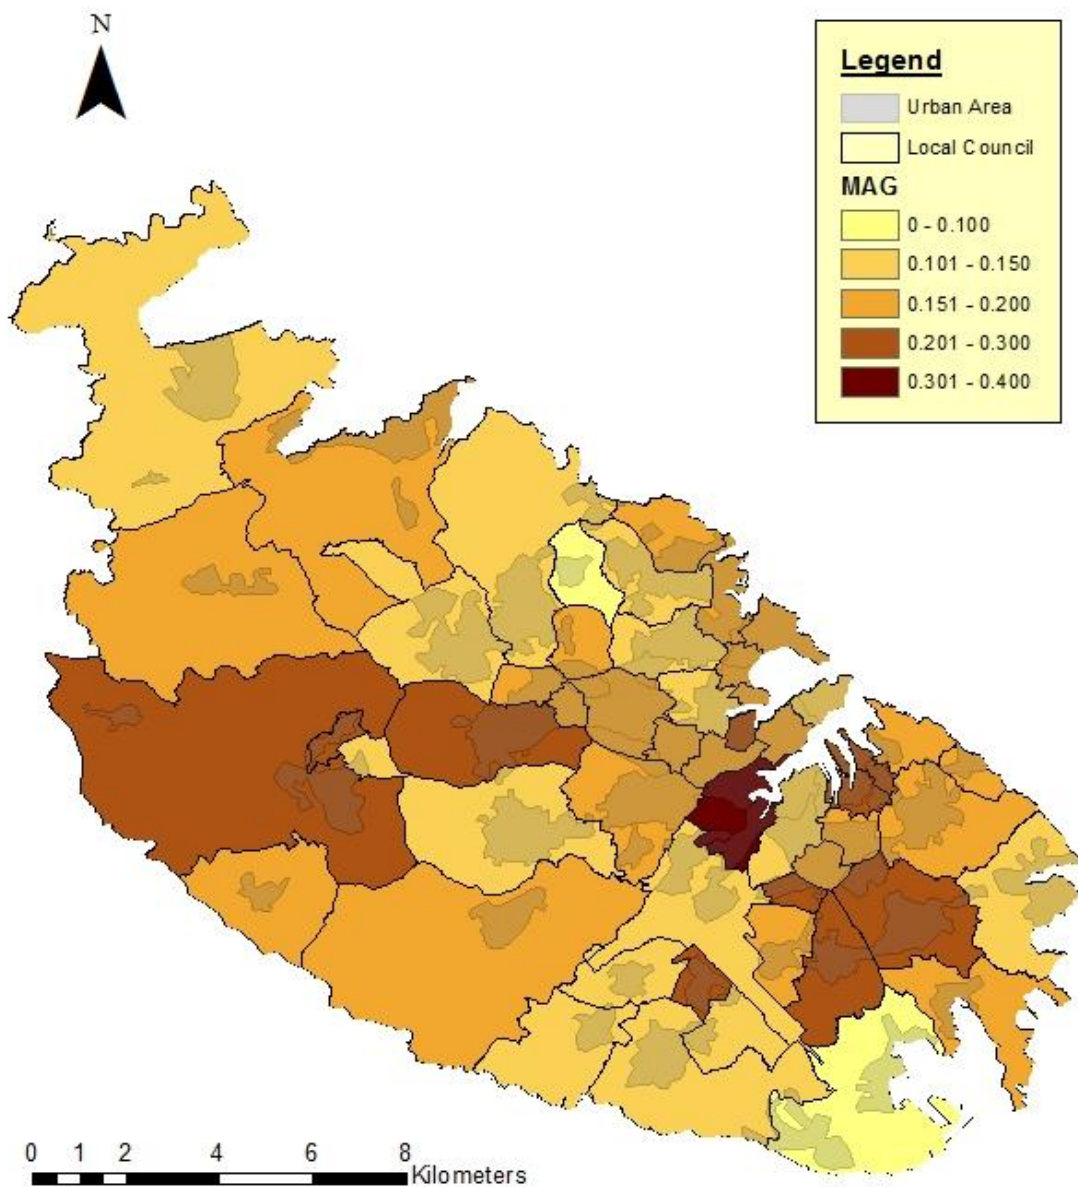 N
Legend
Urban Area
Local Council
MAG
0 - 0.100
0.101 - 0.150
0.151 - 0.200
0.201 - 0.300
0.301 - 0.400
0 1 2 4 6 8
Kilometers